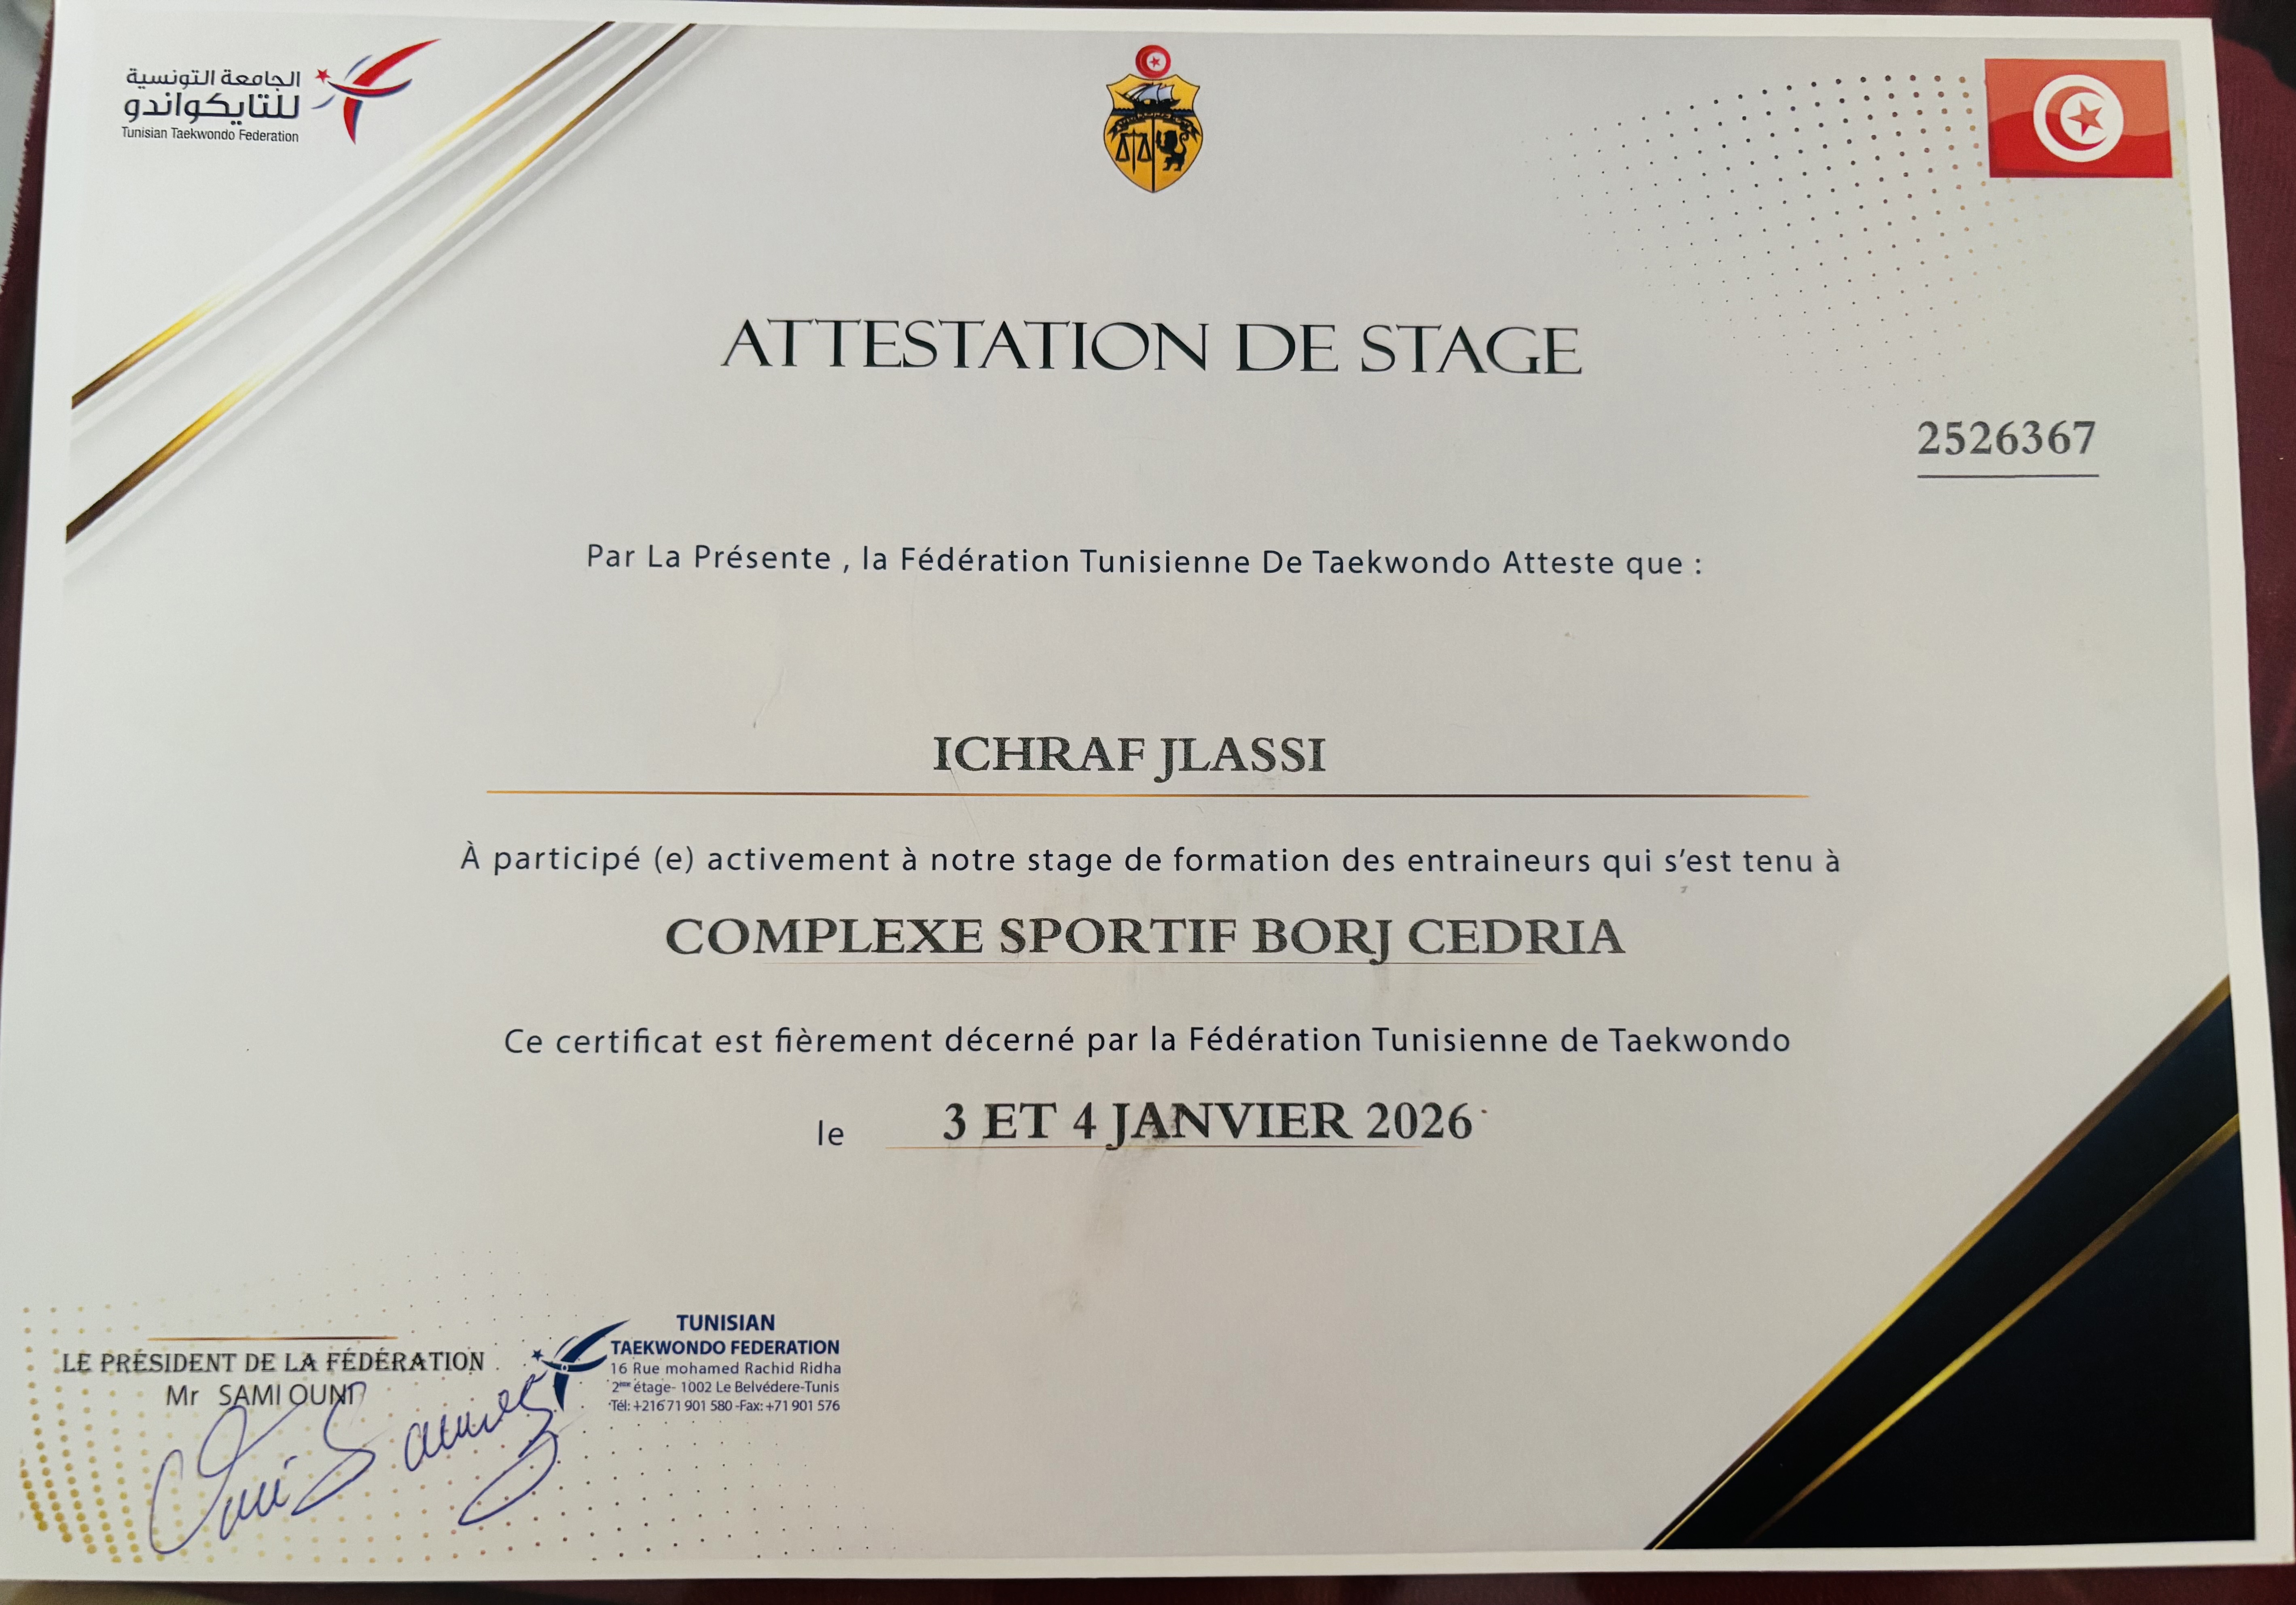 الجامعة التونسية
للتايكواندو
Tunisian Taekwondo Federation
ATTESTATION DE STAGE
2526367
Par La Présente , la Fédération Tunisienne De Taekwondo Atteste que :
ICHRAF JLASSI
À participé (e) activement à notre stage de formation des entraineurs qui s'est tenu à
COMPLEXE SPORTIF BORJ CEDRIA
Ce certificat est fièrement décerné par la Fédération Tunisienne de Taekwondo
le 3 ET 4 JANVIER 2026
LE PRÉSIDENT DE LA FÉDÉRATION
Mr SAMI OUNI
TUNISIAN
TAEKWONDO FEDERATION
16 Rue mohamed Rachid Ridha
2ème étage- 1002 Le Belvédere-Tunis
Tél: +216 71 901 580 -Fax: +71 901 576